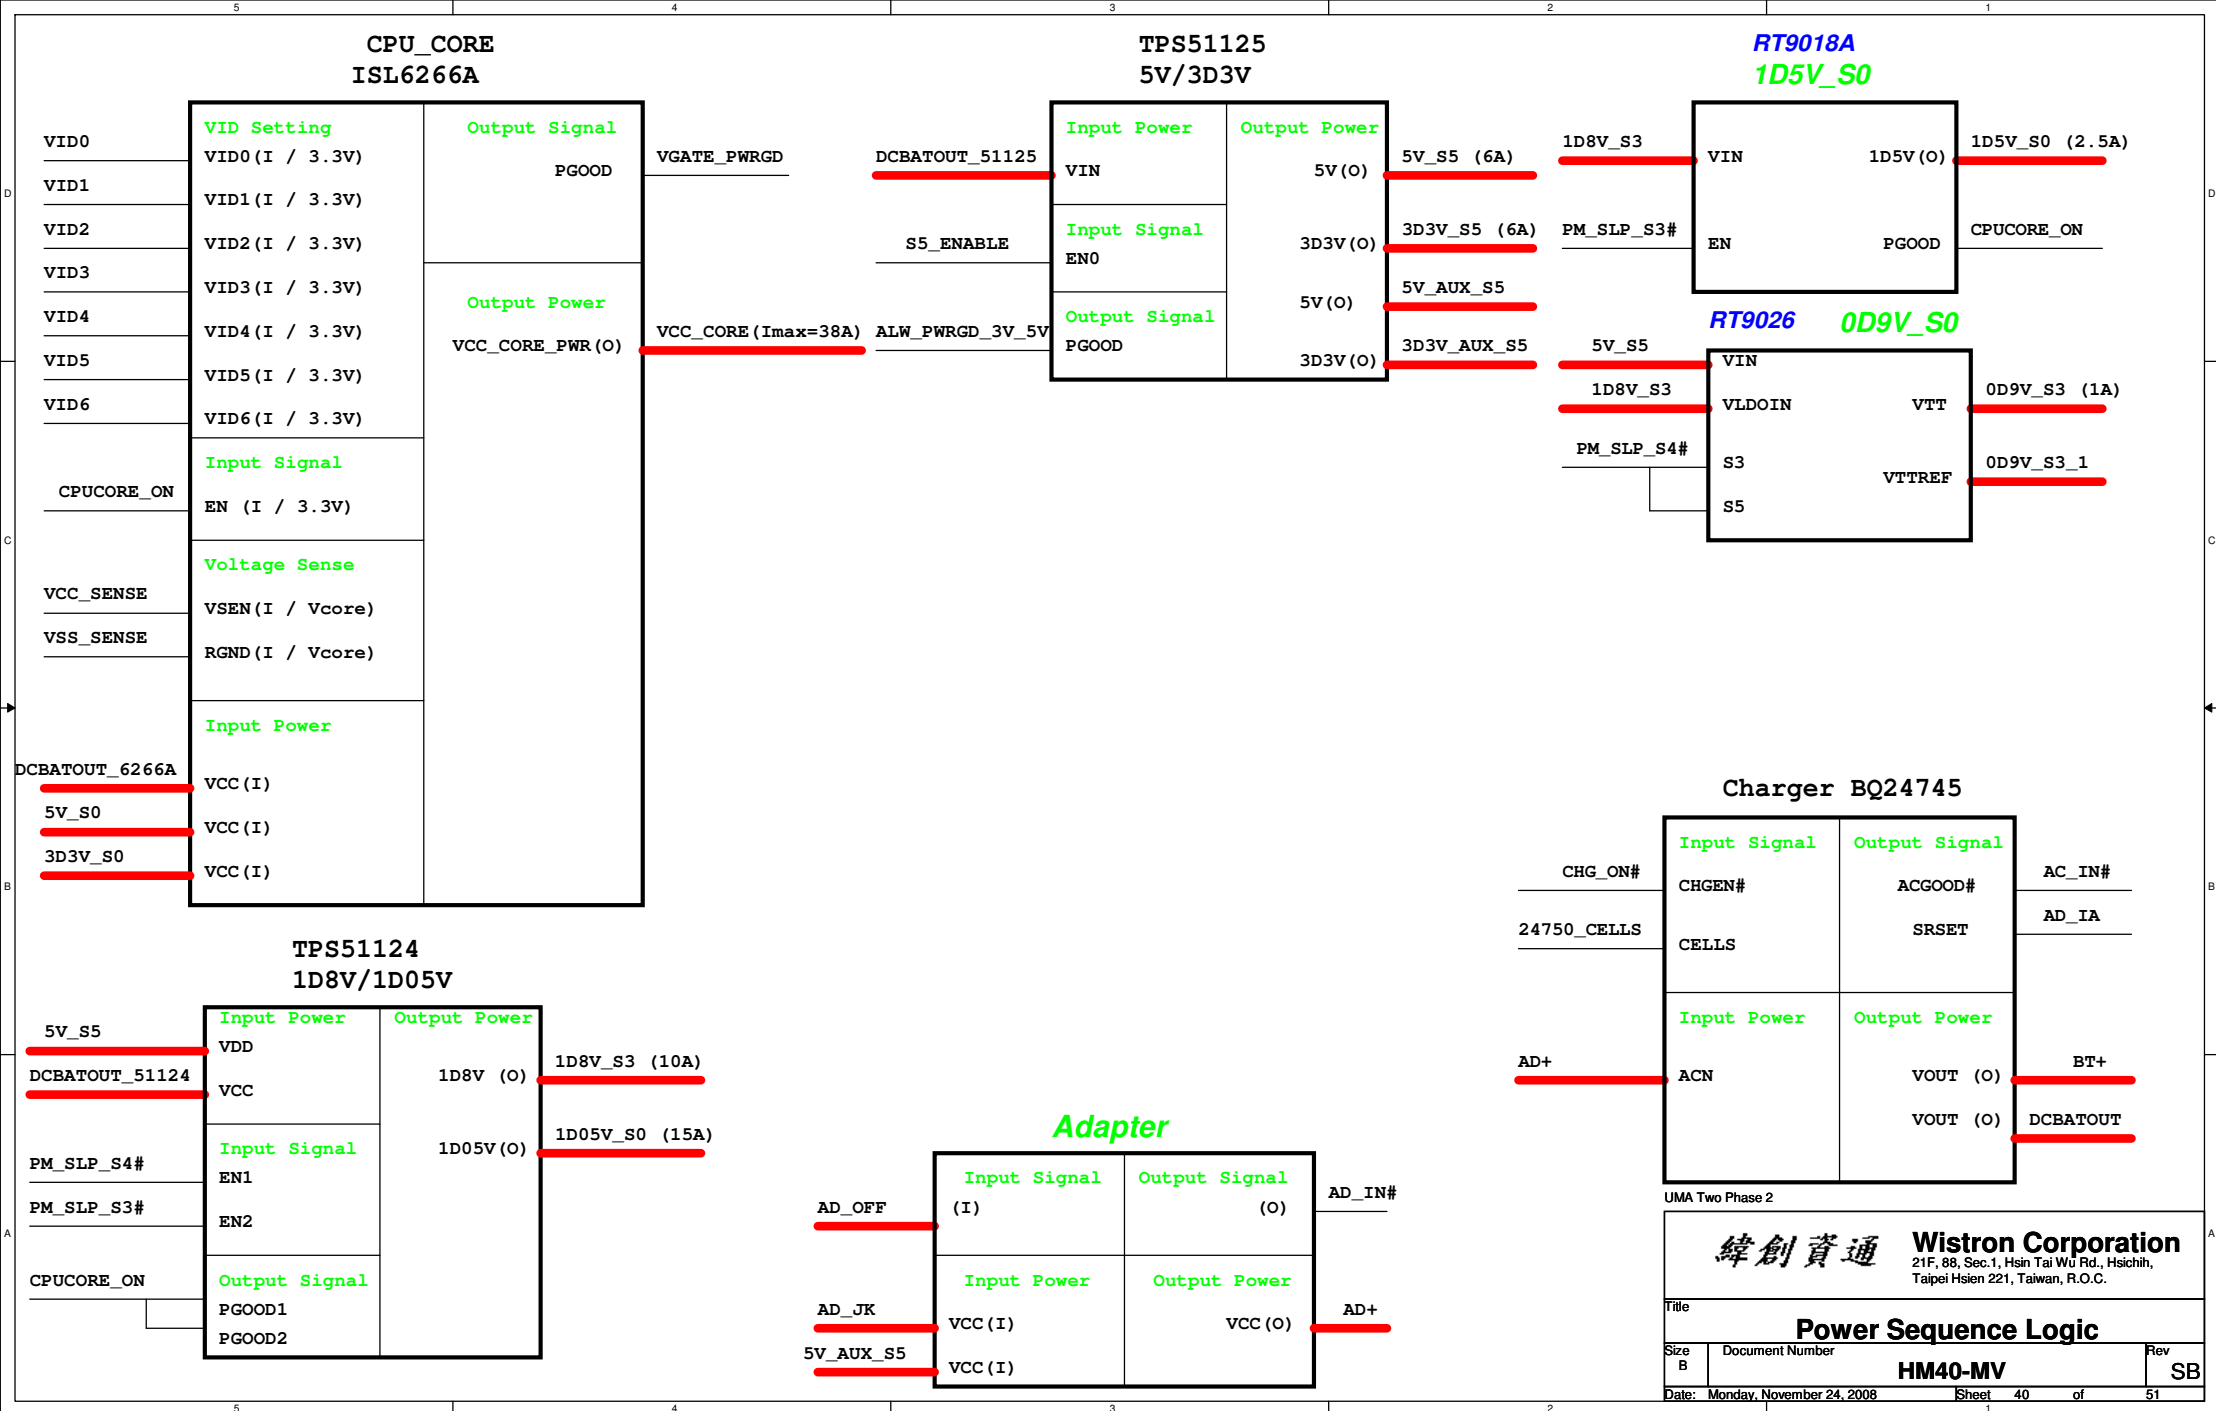 5 4 3 2 1
CPU_CORE
ISL6266A
VID0
VID1
VID2
VID3
VID4
VID5
VID6
CPUCORE_ON
VCC_SENSE
VSS_SENSE
DCBATOUT_6266A
5V_S0
3D3V_S0
VID Setting
VID0(I / 3.3V)
VID1(I / 3.3V)
VID2(I / 3.3V)
VID3(I / 3.3V)
VID4(I / 3.3V)
VID5(I / 3.3V)
VID6(I / 3.3V)
Input Signal
EN (I / 3.3V)
Voltage Sense
VSEN(I / Vcore)
RGND(I / Vcore)
Input Power
VCC(I)
VCC(I)
VCC(I)
Output Signal
PGOOD
Output Power
VCC_CORE_PWR(O)
VGATE_PWRGD
VCC_CORE(Imax=38A)
TPS51125
5V/3D3V
DCBATOUT_51125
S5_ENABLE
ALW_PWRGD_3V_5V
Input Power
VIN
Input Signal
EN0
Output Signal
PGOOD
Output Power
5V(O)
3D3V(O)
5V(O)
3D3V(O)
5V_S5 (6A)
3D3V_S5 (6A)
5V_AUX_S5
3D3V_AUX_S5
RT9018A
1D5V_S0
1D8V_S3
PM_SLP_S3#
VIN
EN
1D5V(O)
PGOOD
1D5V_S0 (2.5A)
CPUCORE_ON
RT9026 0D9V_S0
5V_S5
1D8V_S3
PM_SLP_S4#
VIN
VLDOIN
S3
S5
VTT
VTTREF
0D9V_S3 (1A)
0D9V_S3_1
TPS51124
1D8V/1D05V
5V_S5
DCBATOUT_51124
PM_SLP_S4#
PM_SLP_S3#
CPUCORE_ON
Input Power
VDD
VCC
Input Signal
EN1
EN2
Output Signal
PGOOD1
PGOOD2
Output Power
1D8V (O)
1D05V(O)
1D8V_S3 (10A)
1D05V_S0 (15A)
Adapter
AD_OFF
AD_JK
5V_AUX_S5
Input Signal
(I)
Input Power
VCC(I)
VCC(I)
Output Signal
(O)
Output Power
VCC(O)
AD_IN#
AD+
Charger BQ24745
CHG_ON#
24750_CELLS
AD+
Input Signal
CHGEN#
CELLS
Input Power
ACN
Output Signal
ACGOOD#
SRSET
Output Power
VOUT (O)
VOUT (O)
AC_IN#
AD_IA
BT+
DCBATOUT
UMA Two Phase 2
緯創資通
Wistron Corporation
21F, 88, Sec.1, Hsin Tai Wu Rd., Hsichih,
Taipei Hsien 221, Taiwan, R.O.C.
Title
Power Sequence Logic
Size
B
Document Number
HM40-MV
Rev
SB
Date: Monday, November 24, 2008
Sheet 40 of 51
D D
C C
B B
A A
5 4 3 2 1